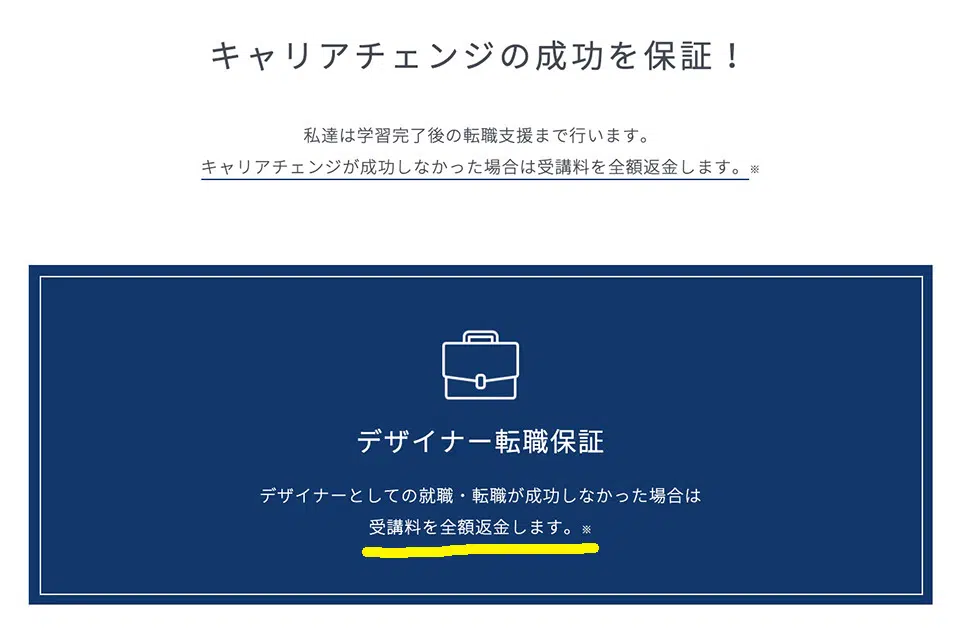 キャリアチェンジの成功を保証！
私達は学習完了後の転職支援まで行います。
キャリアチェンジが成功しなかった場合は受講料を全額返金します。※
デザイナー転職保証
デザイナーとしての就職・転職が成功しなかった場合は
受講料を全額返金します。※